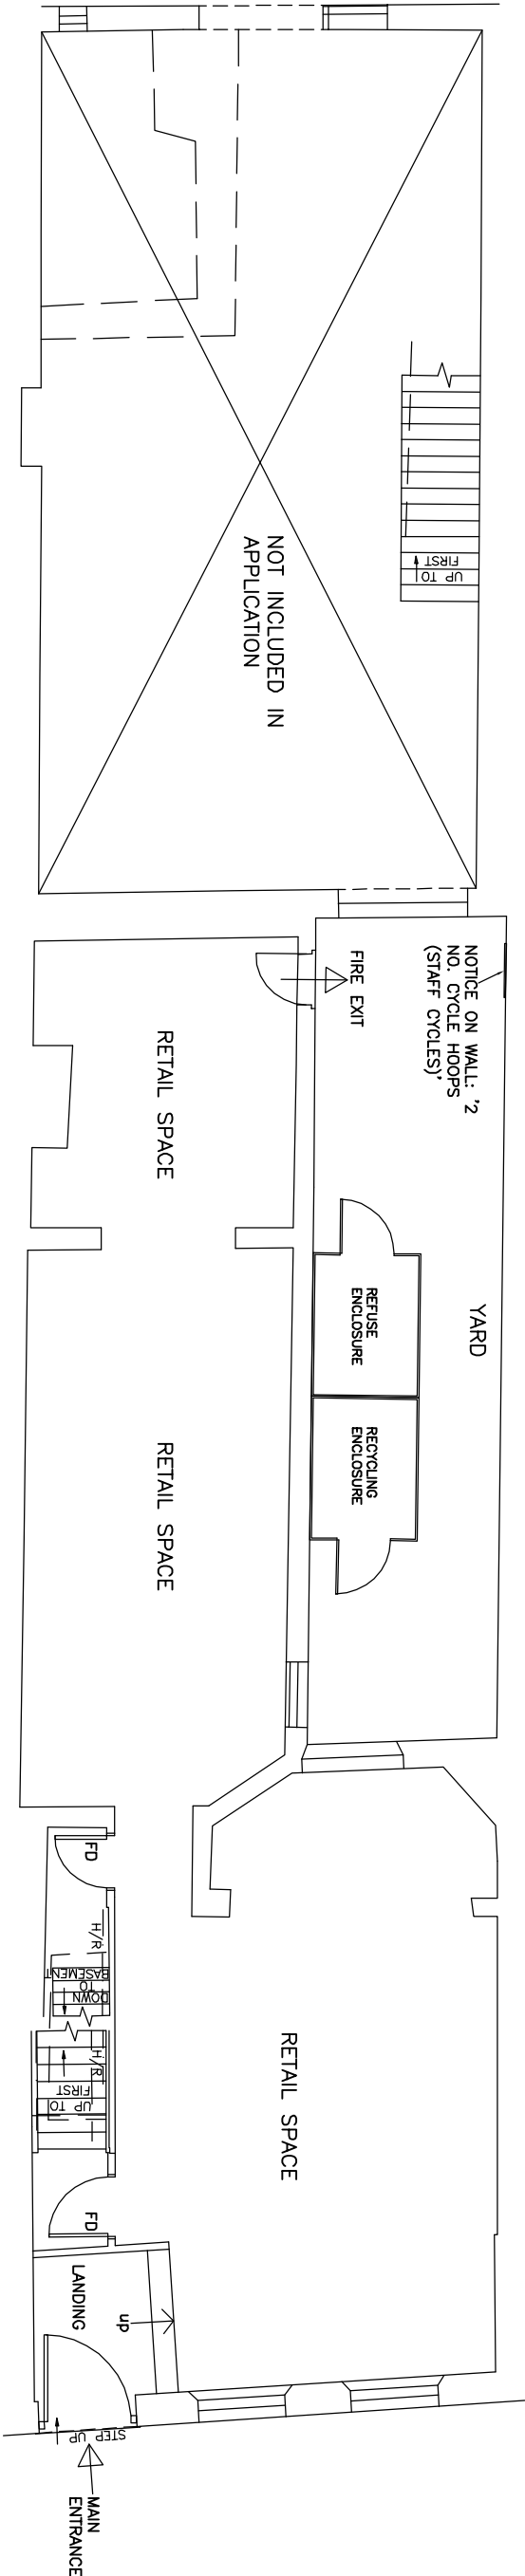 UP TO
FIRST
NOT INCLUDED IN
APPLICATION
NOTICE ON WALL: '2
NO. CYCLE HOOPS
(STAFF CYCLES)'
FIRE EXIT
RETAIL SPACE
YARD
REFUSE
ENCLOSURE
RECYCLING
ENCLOSURE
RETAIL SPACE
FD
H/R
DOWN
TO
BASEMENT
H/R
UP TO
FIRST
RETAIL SPACE
FD
LANDING
up
STEP UP
MAIN
ENTRANCE